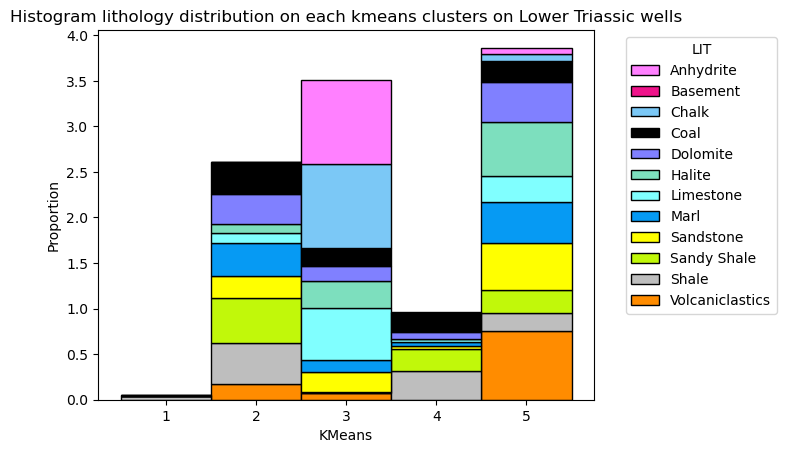 Histogram lithology distribution on each kmeans clusters on Lower Triassic wells
4.0
3.5
3.0
2.5
2.0
1.5
1.0
0.5
0.0
Proportion
1 2 3 4 5
KMeans
LIT
Anhydrite
Basement
Chalk
Coal
Dolomite
Halite
Limestone
Marl
Sandstone
Sandy Shale
Shale
Volcaniclastics